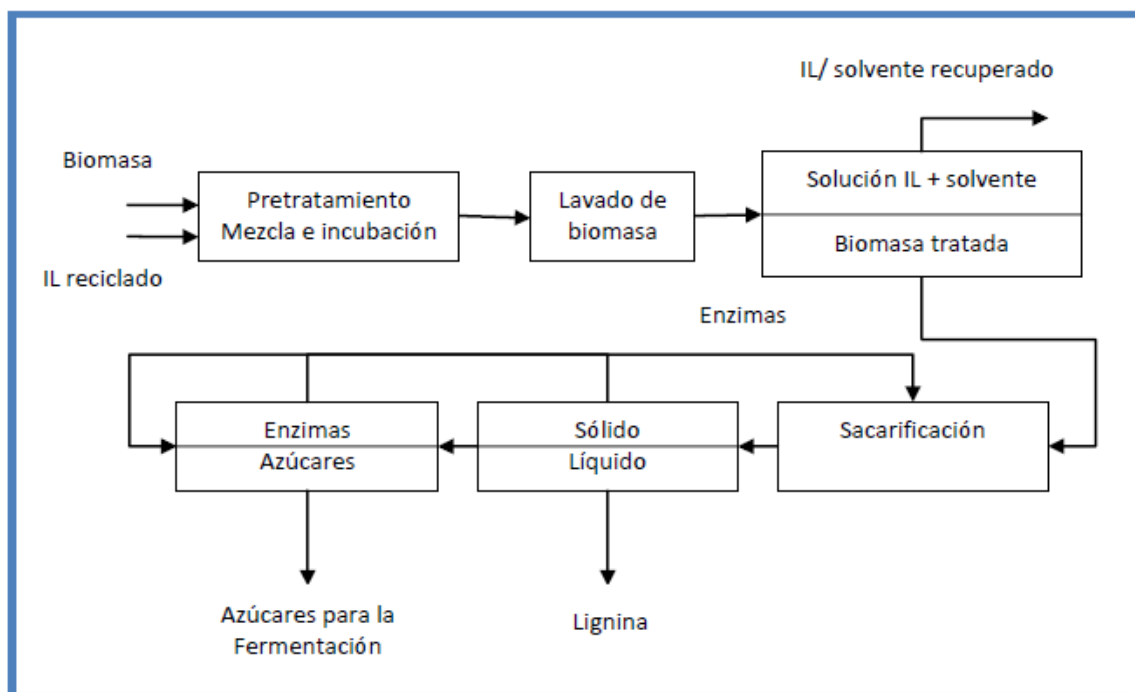 IL/ solvente recuperado
Biomasa
IL reciclado
Pretratamiento
Mezcla e incubación
Lavado de
biomasa
Solución IL + solvente
Biomasa tratada
Enzimas
Enzimas
Azúcares
Sólido
Líquido
Sacarificación
Azúcares para la
Fermentación
Lignina